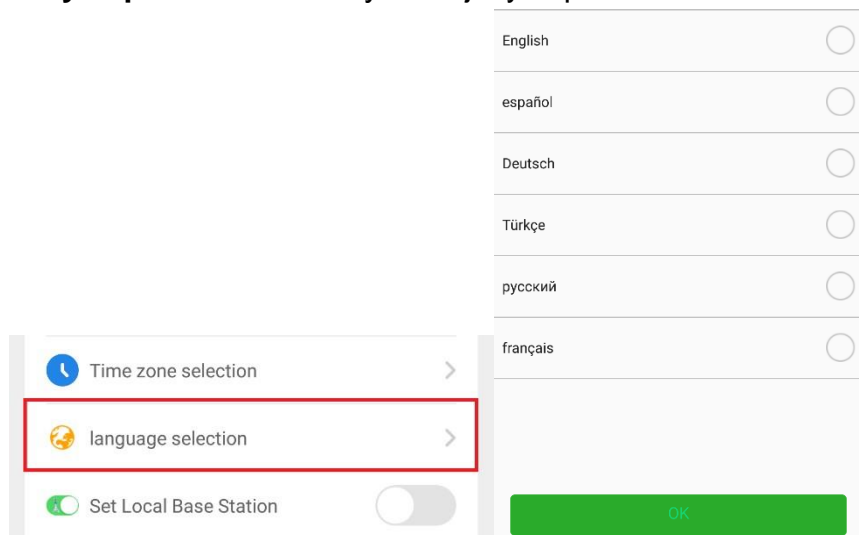 English
español
Deutsch
Türkçe
русский
français
Time zone selection
language selection
Set Local Base Station
OK